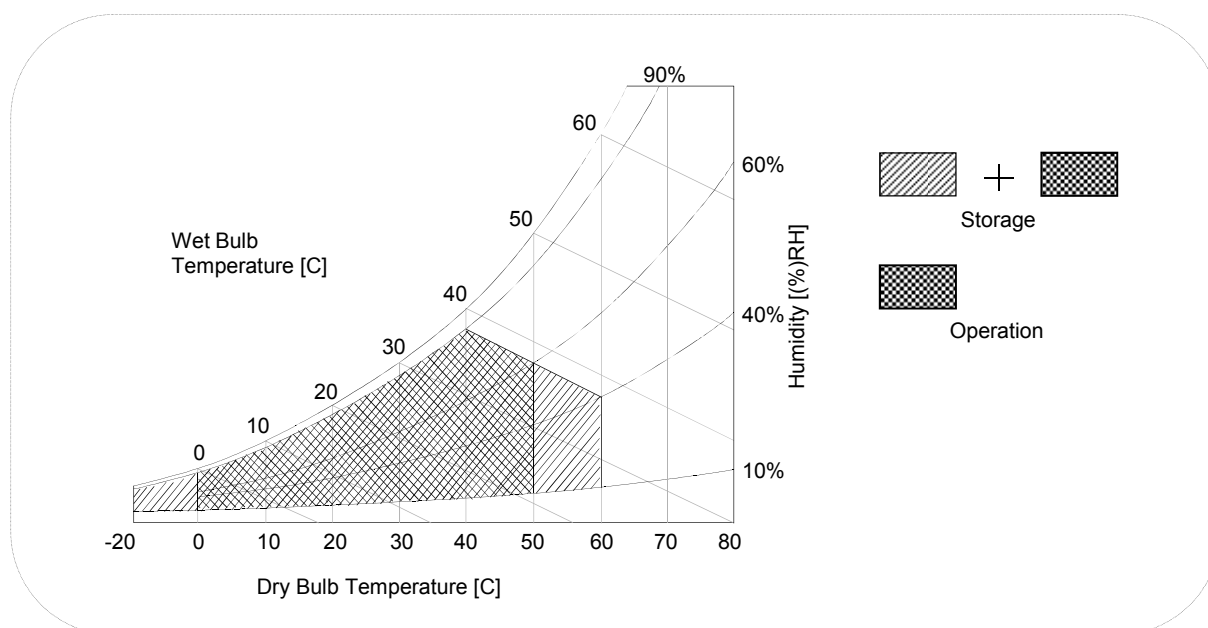 90%
60
60%
50
Wet Bulb
Temperature [C]
Storage
40
Humidity [(%)RH]
40%
30
Operation
20
10
0
10%
-20 0 10 20 30 40 50 60 70 80
Dry Bulb Temperature [C]